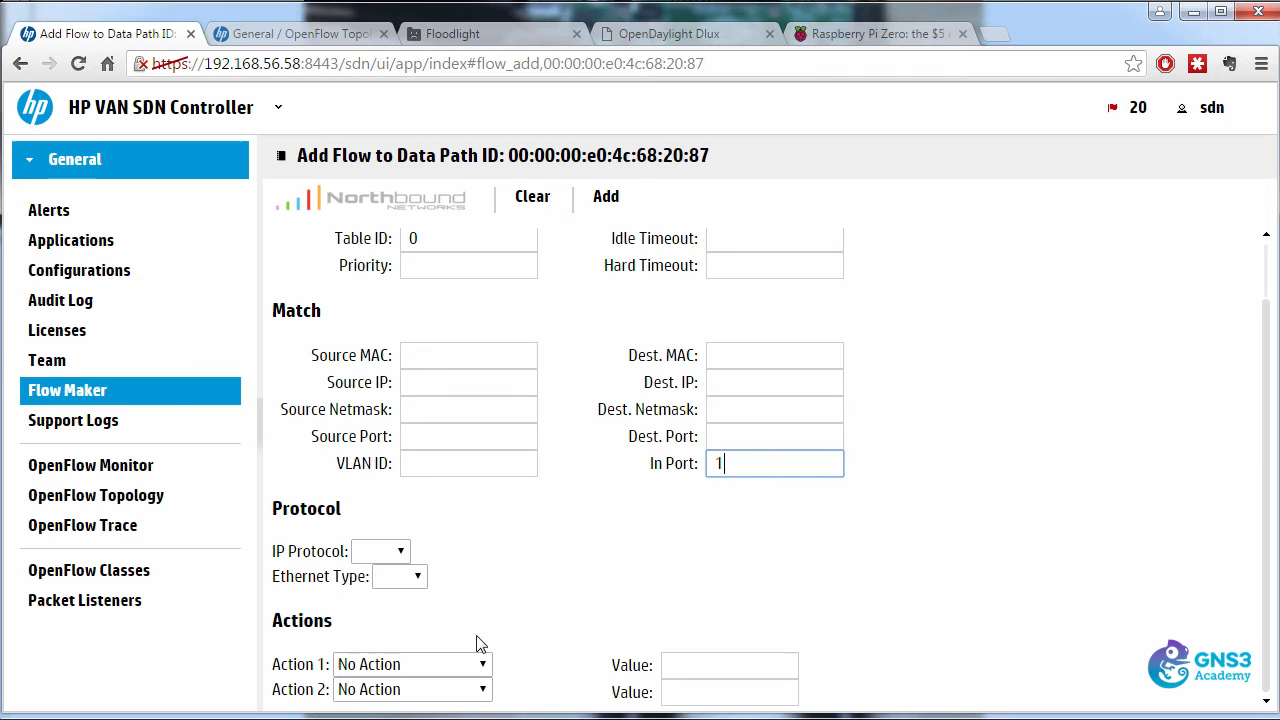 Add Flow to Data Path ID:
General / OpenFlow Topol
Floodlight
OpenDaylight Dlux
Raspberry Pi Zero: the $5
https://192.168.56.58:8443/sdn/ui/app/index#flow_add,00:00:00:e0:4c:68:20:87
hp HP VAN SDN Controller
20 sdn
General
Alerts
Applications
Configurations
Audit Log
Licenses
Team
Flow Maker
Support Logs
OpenFlow Monitor
OpenFlow Topology
OpenFlow Trace
OpenFlow Classes
Packet Listeners
Add Flow to Data Path ID: 00:00:00:e0:4c:68:20:87
Northbound
NETWORKS
Clear Add
Table ID: 0 Idle Timeout:
Priority: Hard Timeout:
Match
Source MAC: Dest. MAC:
Source IP: Dest. IP:
Source Netmask: Dest. Netmask:
Source Port: Dest. Port:
VLAN ID: In Port: 1
Protocol
IP Protocol:
Ethernet Type:
Actions
Action 1: No Action Value:
Action 2: No Action Value:
GNS3
Academy